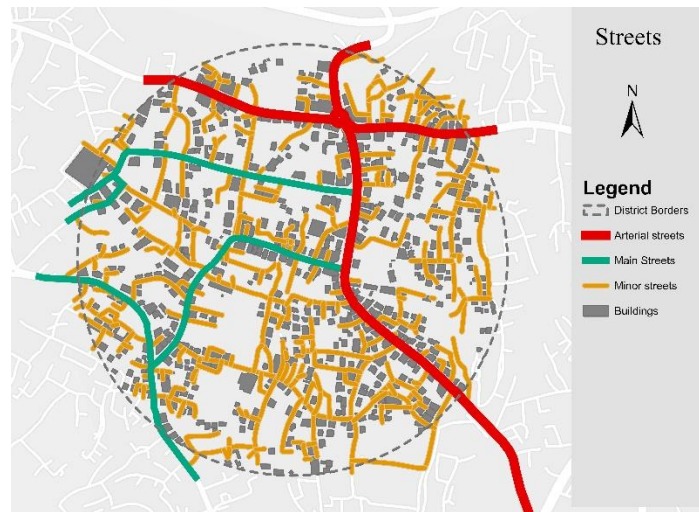 Streets
N
Legend
District Borders
Arterial streets
Main Streets
Minor streets
Buildings